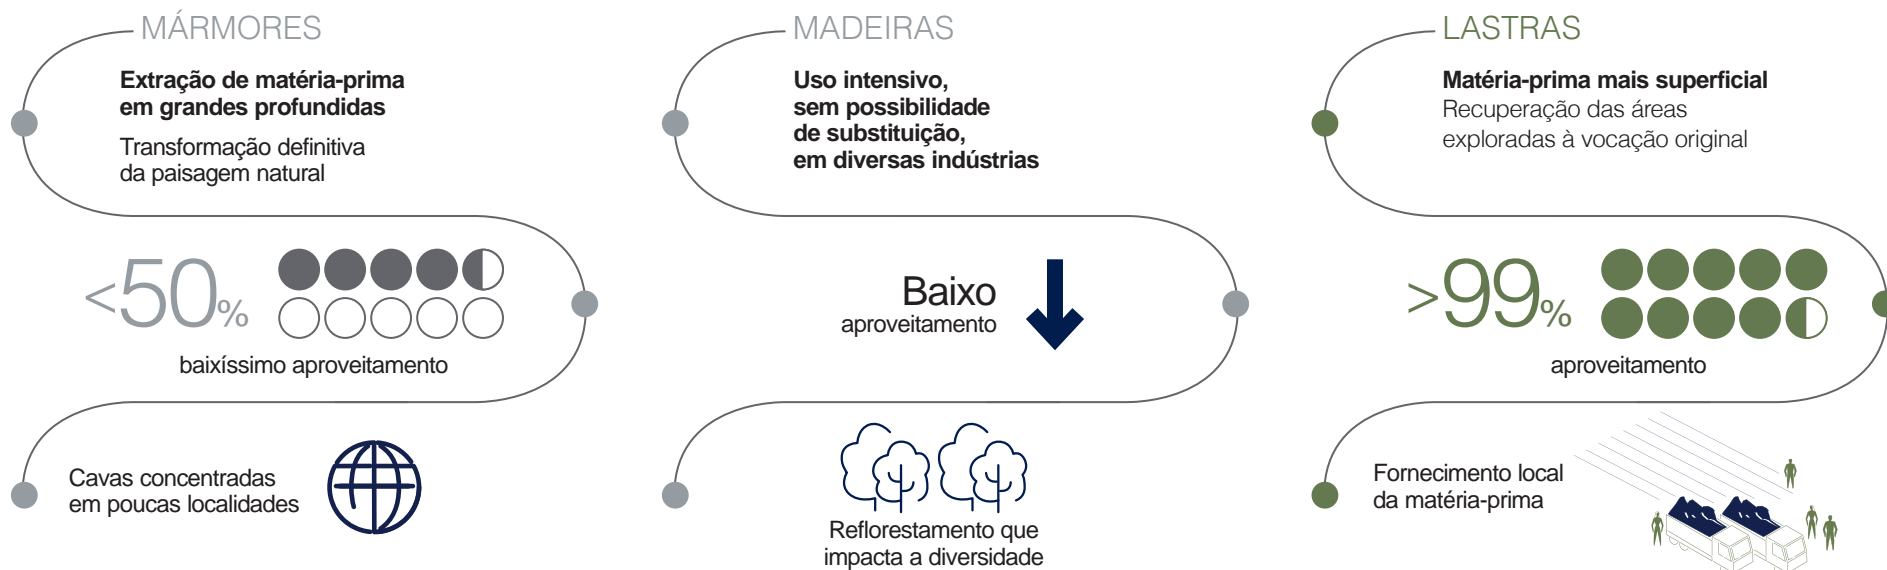 MÁRMORES
Extração de matéria-prima
em grandes profundidas
Transformação definitiva
da paisagem natural
<50%
baixíssimo aproveitamento
Cavas concentradas
em poucas localidades
MADEIRAS
Uso intensivo,
sem possibilidade
de substituição,
em diversas indústrias
Baixo
aproveitamento
Reflorestamento que
impacta a diversidade
LASTRAS
Matéria-prima mais superficial
Recuperação das áreas
exploradas à vocação original
>99%
aproveitamento
Fornecimento local
da matéria-prima